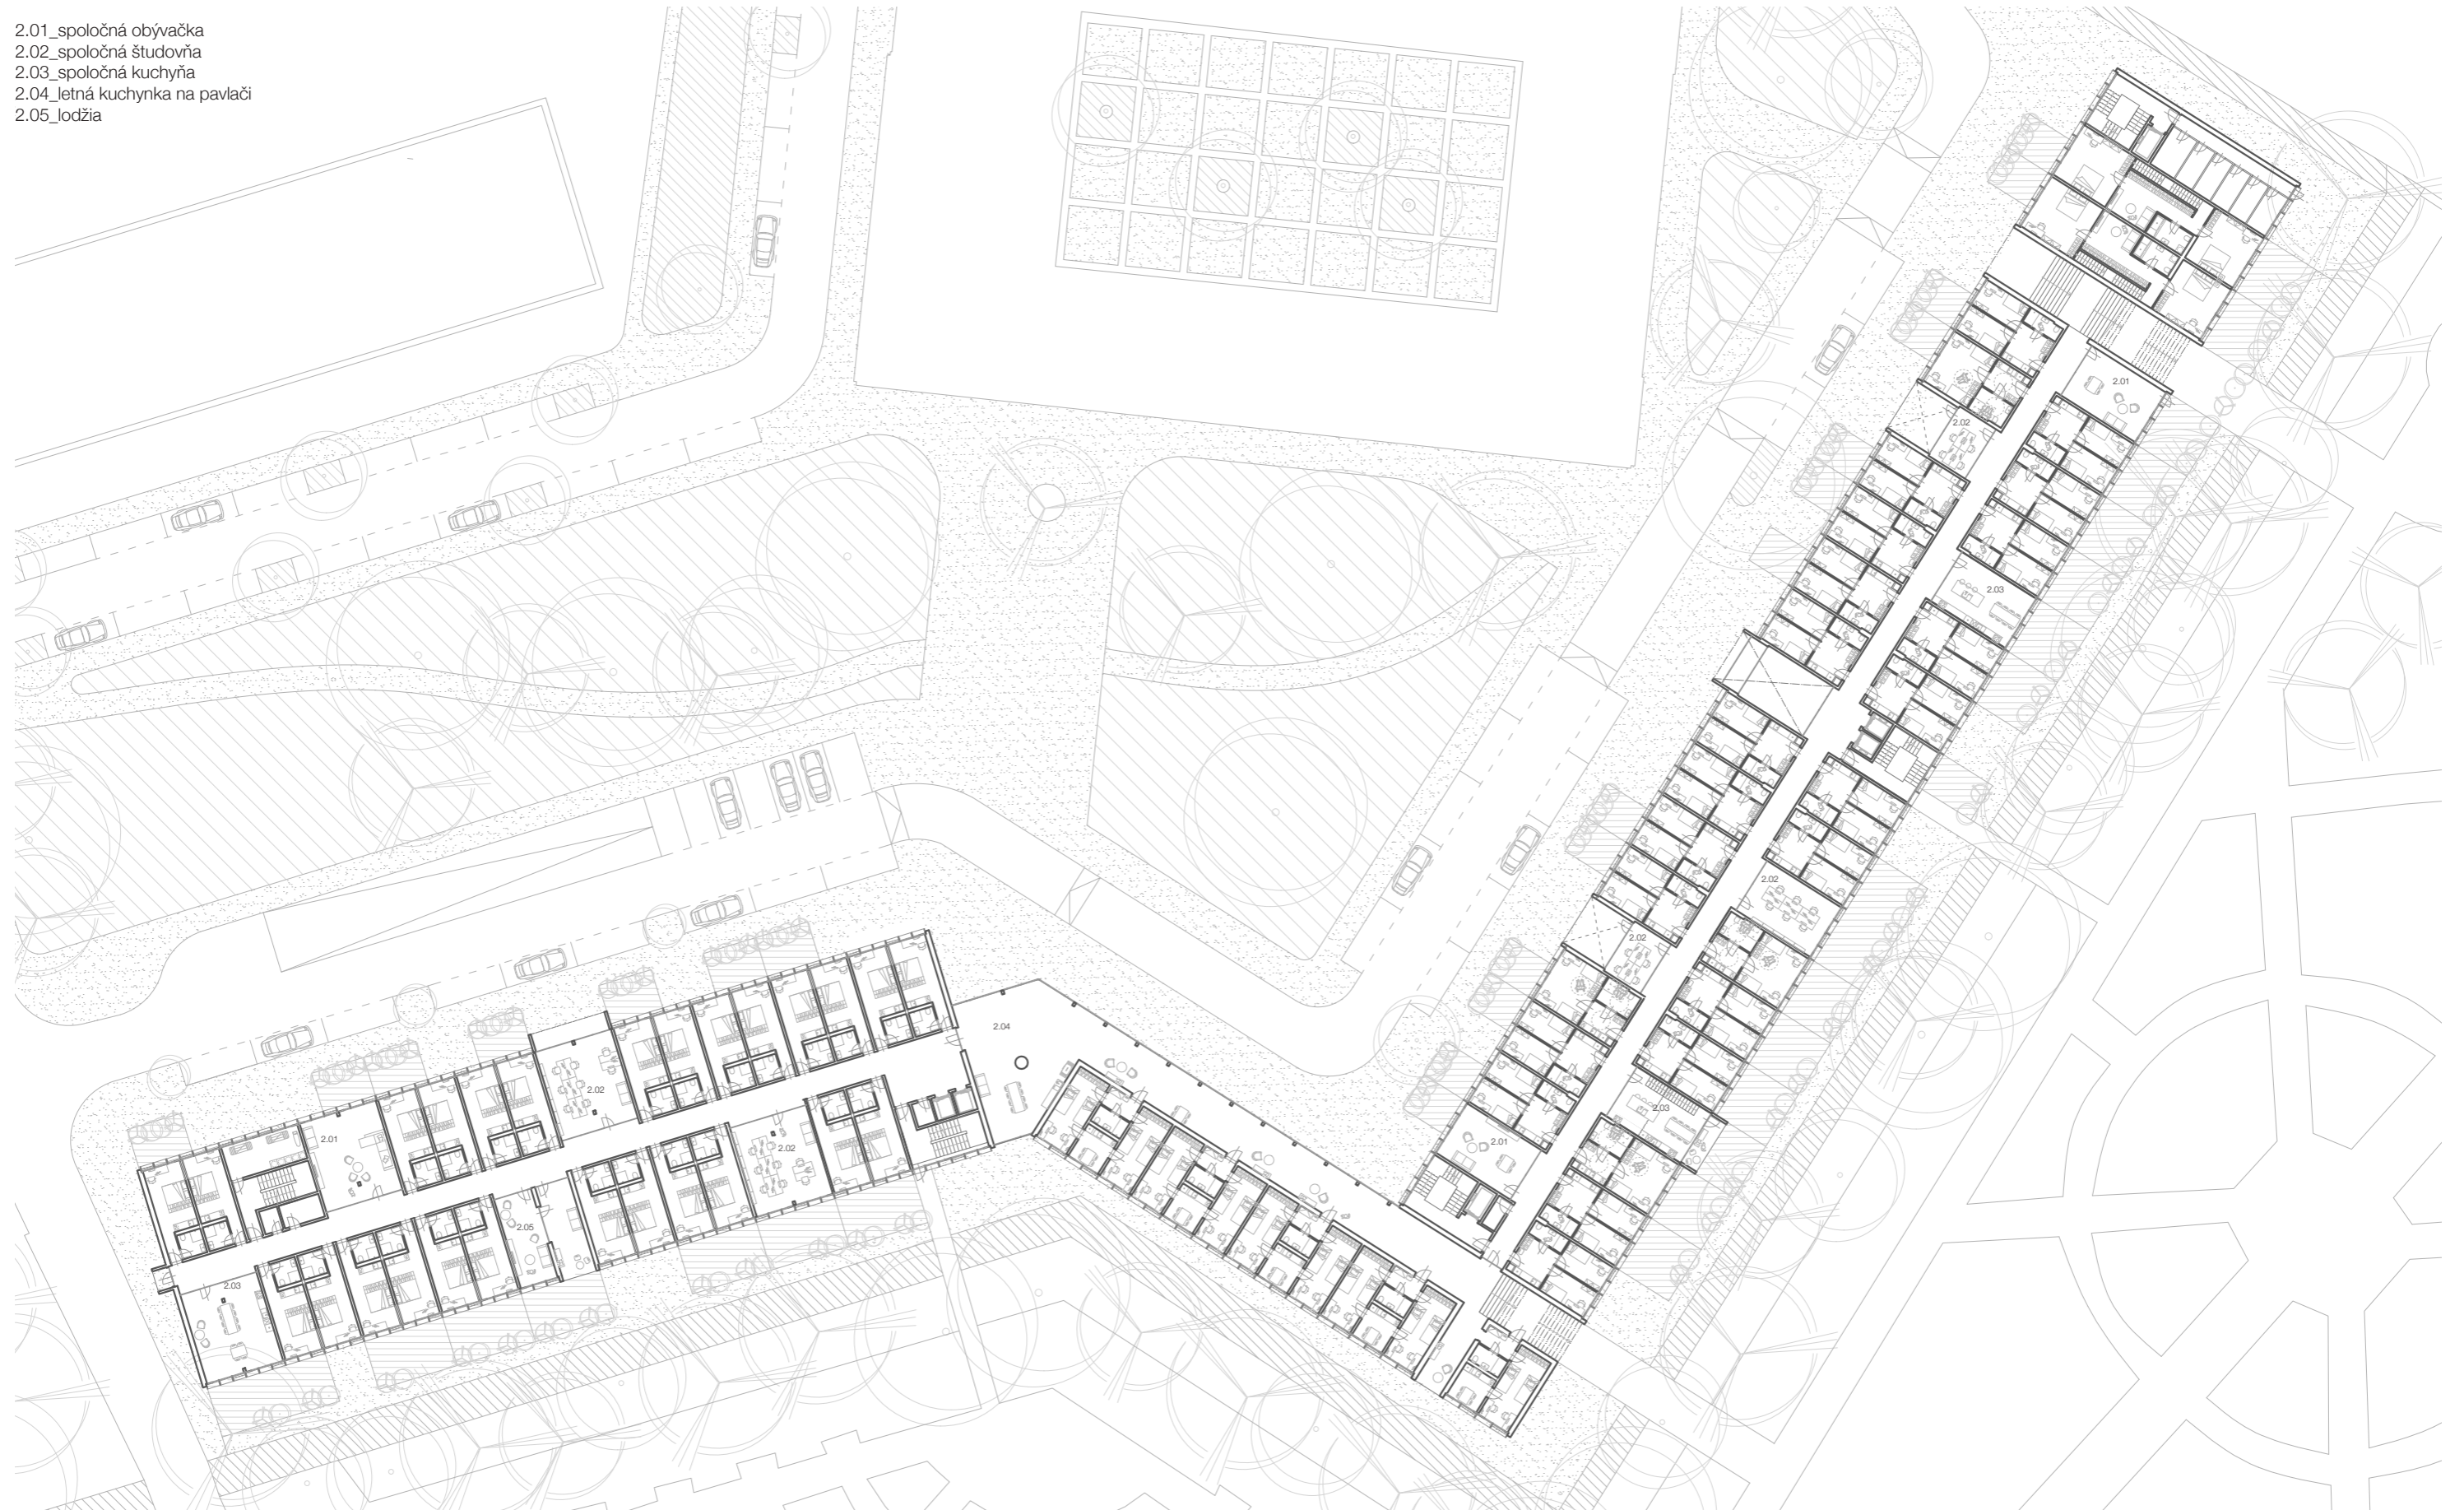 2.01_spoločná obývačka
2.02_spoločná študovňa
2.03_spoločná kuchyňa
2.04_letná kuchynka na pavlači
2.05_lodžia
2.01
2.02
2.03
2.02
2.02
2.04
2.02
2.03
2.01
2.01
2.02
2.05
2.03